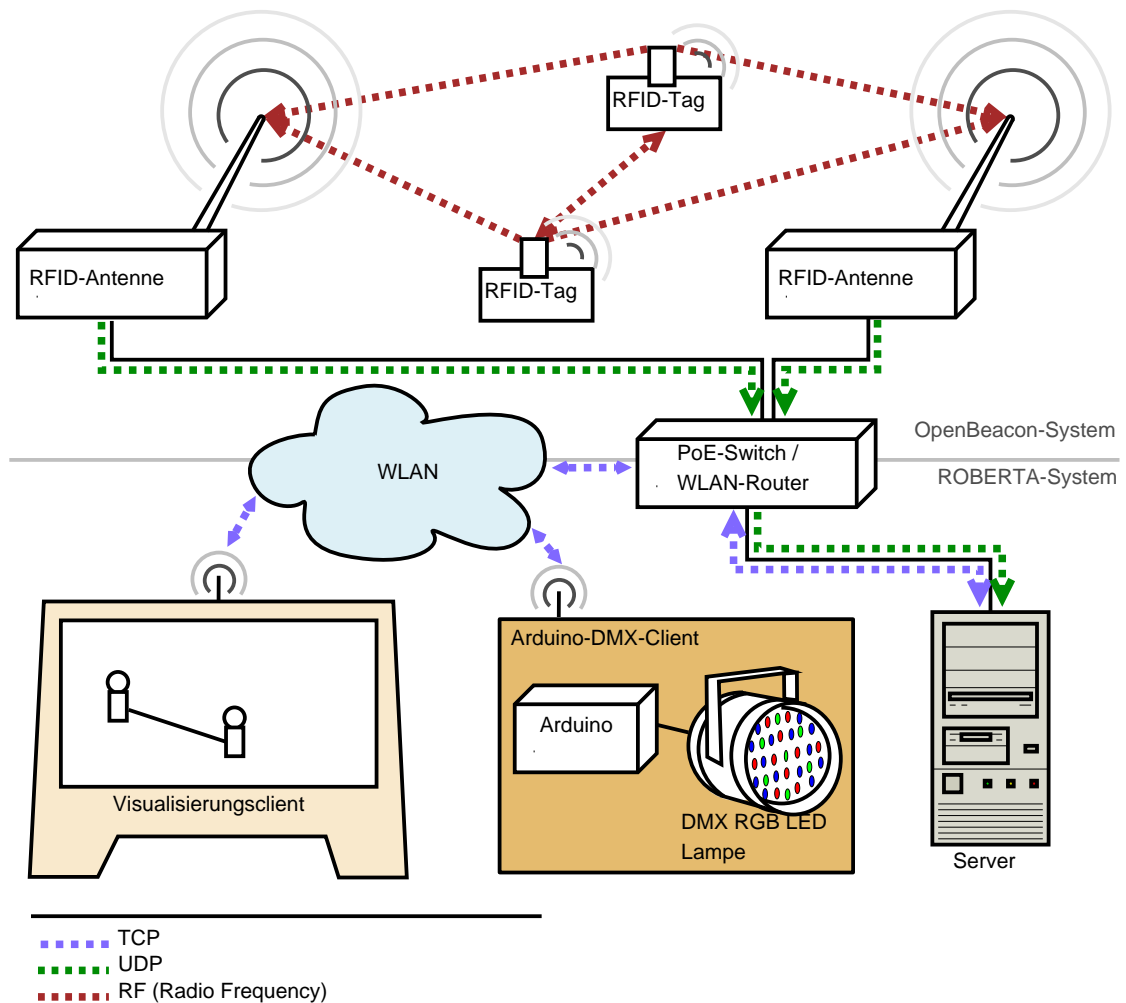 RFID-Tag
RFID-Antenne
RFID-Tag
RFID-Antenne
OpenBeacon-System
PoE-Switch /
WLAN-Router
WLAN
ROBERTA-System
Arduino-DMX-Client
Arduino
Visualisierungsclient
DMX RGB LED
Lampe
Server
TCP
UDP
RF (Radio Frequency)